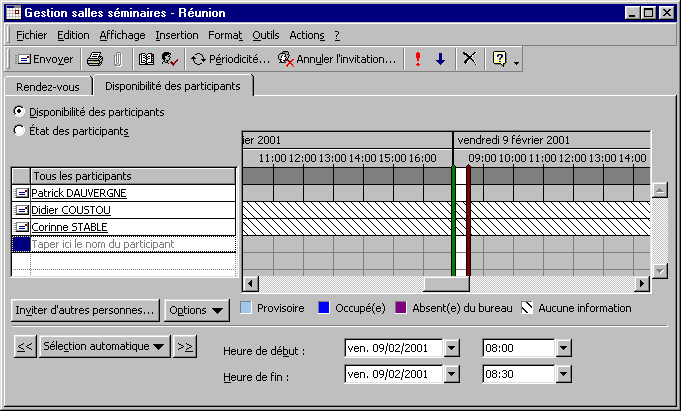 Gestion salles séminaires - Réunion
Fichier Edition Affichage Insertion Format Outils Actions ?
Envoyer Périodicité... Annuler l'invitation...
Rendez-vous Disponibilité des participants
Disponibilité des participants
État des participants
ier 2001 vendredi 9 février 2001
11:00 12:00 13:00 14:00 15:00 16:00 09:00 10:00 11:00 12:00 13:00 14:00
Tous les participants
Patrick DAUVERGNE
Didier COUSTOU
Corinne STABLE
Taper ici le nom du participant
Inviter d'autres personnes... Options Provisoire Occupé(e) Absent(e) du bureau Aucune information
<< Sélection automatique >>
Heure de début : ven. 09/02/2001 08:00
Heure de fin : ven. 09/02/2001 08:30